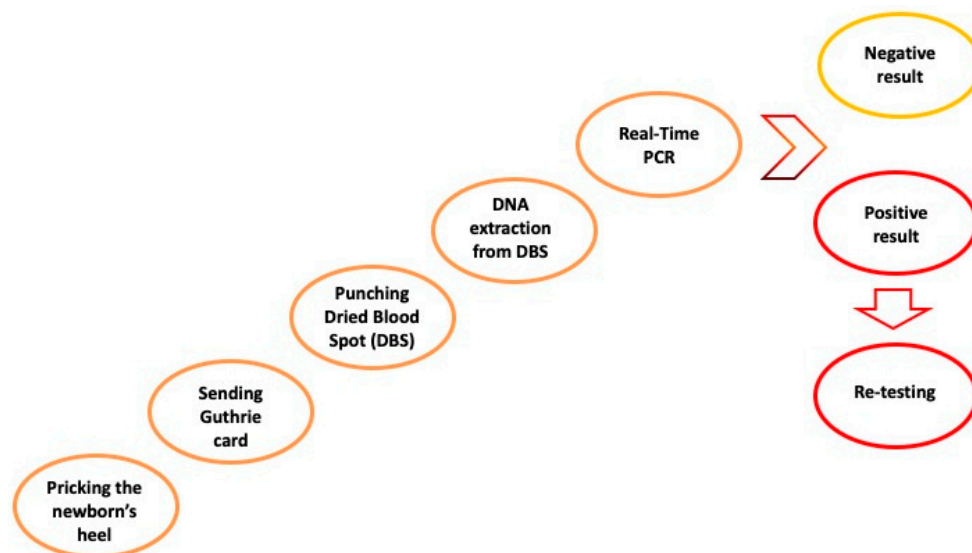 Negative
result
Real-Time
PCR
DNA
extraction
from DBS
Positive
result
Punching
Dried Blood
Spot (DBS)
Sending
Guthrie
card
Re-testing
Pricking the
newborn's
heel